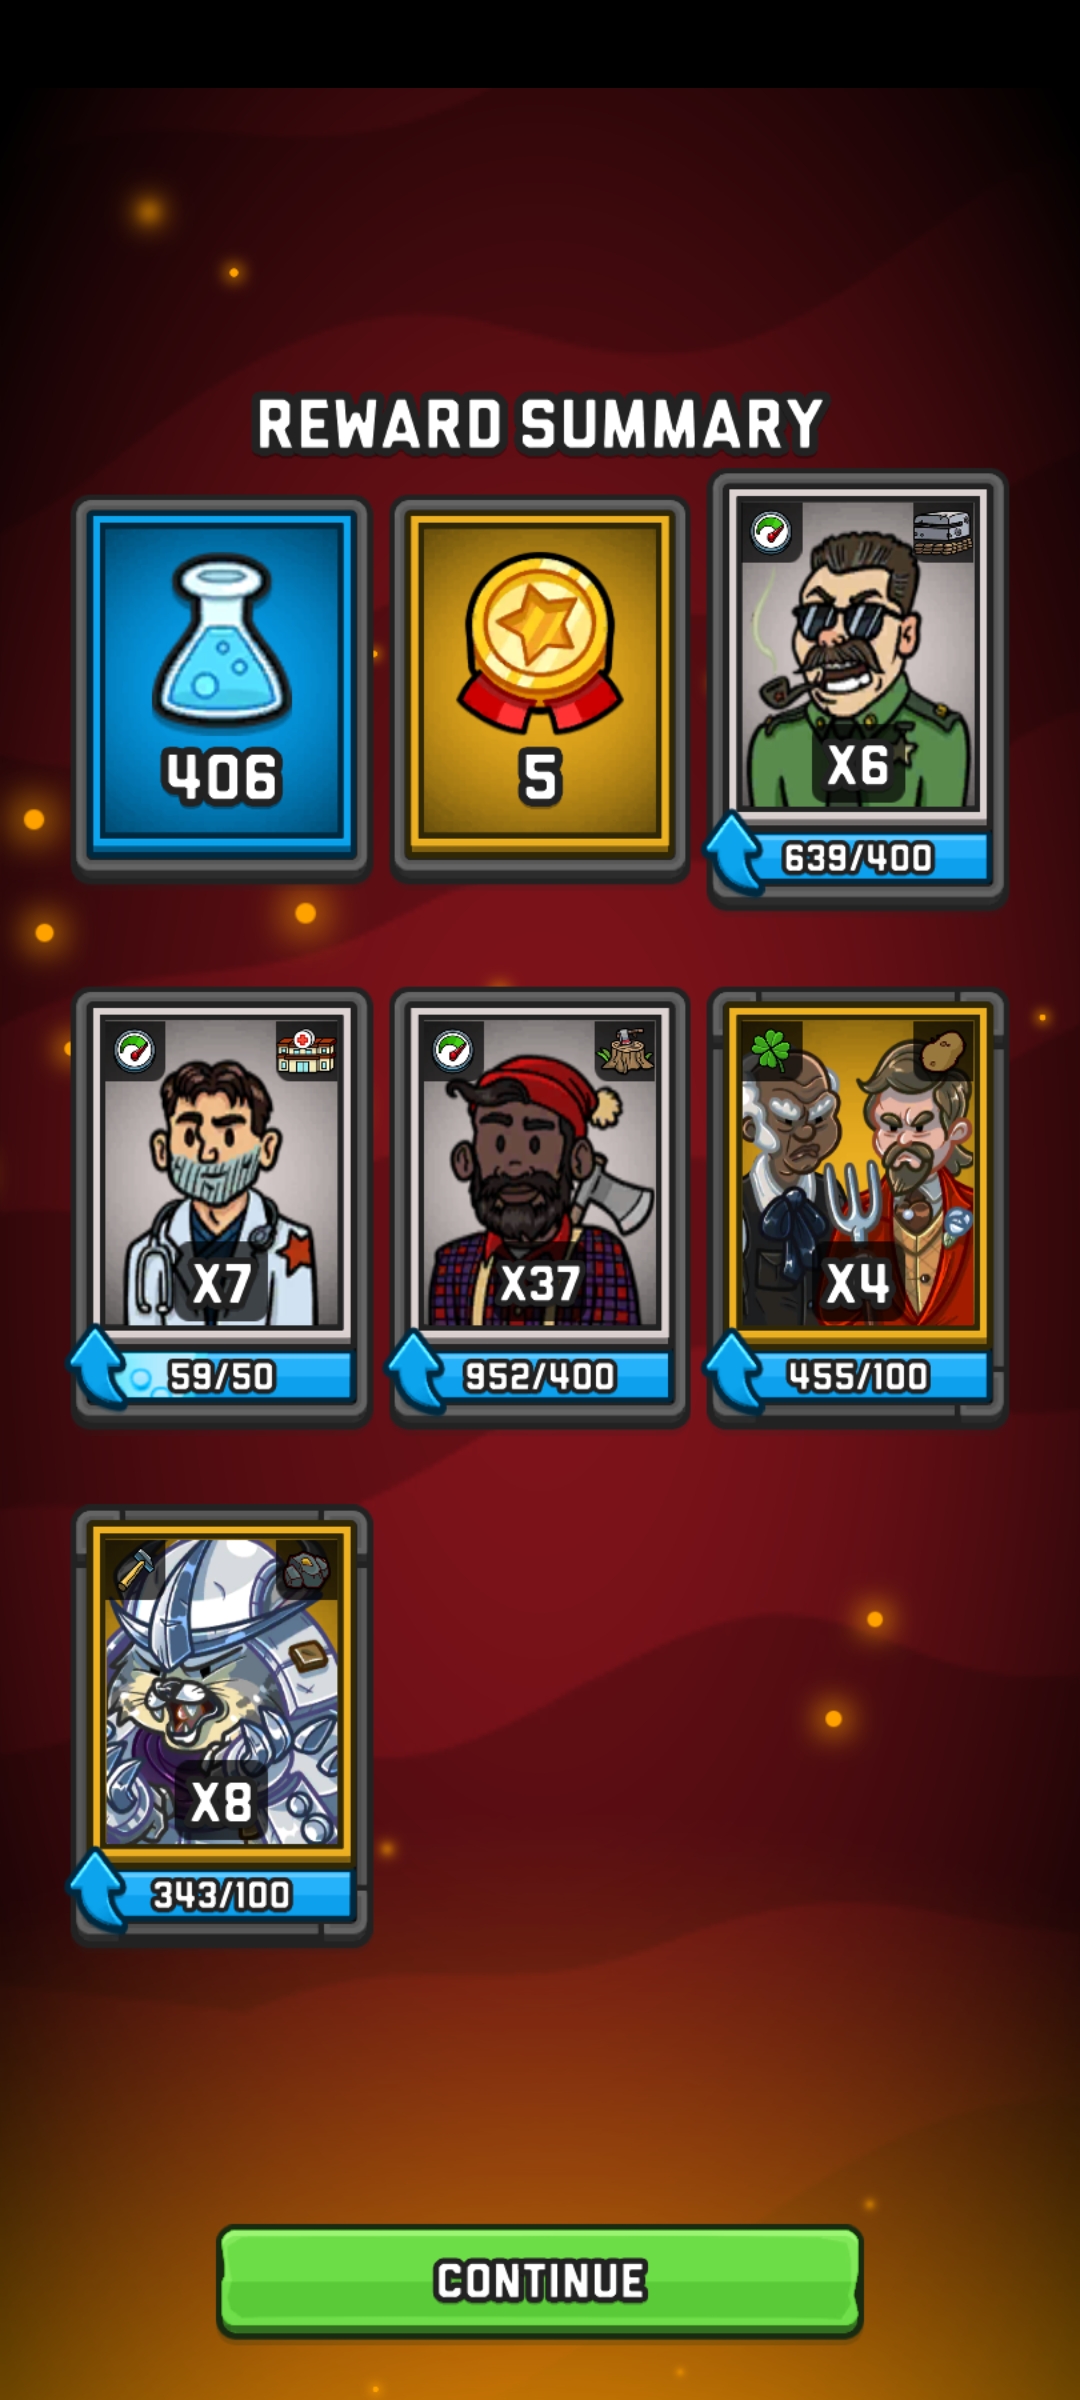 REWARD SUMMARY
406
5
X6
639/400
X7
59/50
X37
952/400
X4
455/100
X8
343/100
CONTINUE